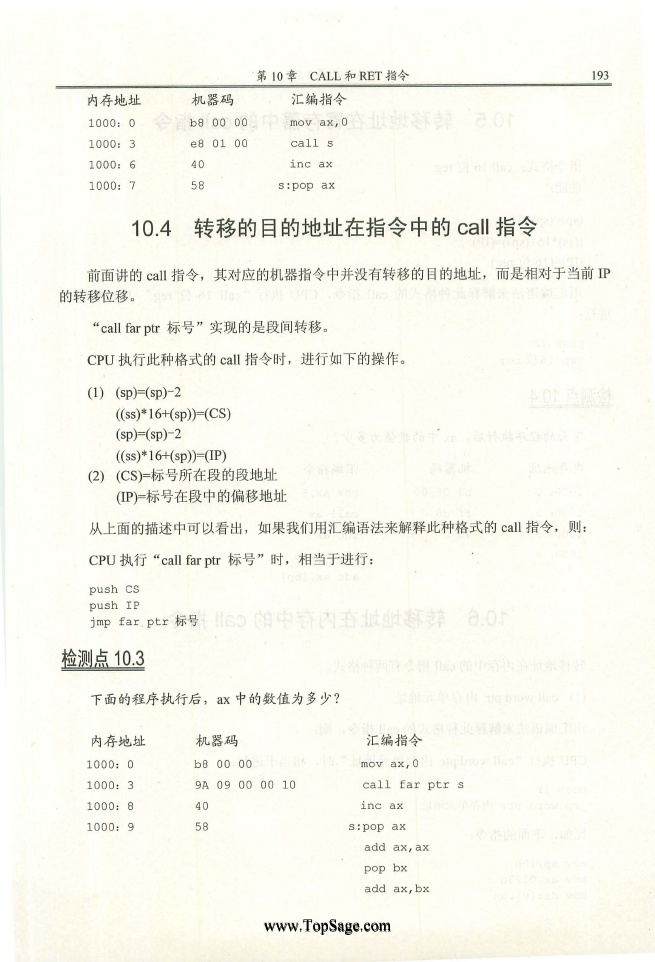 第 10 章 CALL 和 RET 指令 193
内存地址 机器码 汇编指令
1000：0 b8 00 00 mov ax,0
1000：3 e8 01 00 call s
1000：6 40 inc ax
1000：7 58 s:pop ax
10.4 转移的目的地址在指令中的 call 指令
前面讲的 call 指令，其对应的机器指令中并没有转移的目的地址，而是相对于当前 IP
的转移位移。
“call far ptr 标号”实现的是段间转移。
CPU 执行此种格式的 call 指令时，进行如下的操作。
(1) (sp)=(sp)-2
((ss)*16+(sp))=(CS)
(sp)=(sp)-2
((ss)*16+(sp))=(IP)
(2) (CS)=标号所在段的段地址
(IP)=标号在段中的偏移地址
从上面的描述中可以看出，如果我们用汇编语法来解释此种格式的 call 指令，则：
CPU 执行“call far ptr 标号”时，相当于进行：
push CS
push IP
jmp far ptr 标号
检测点 10.3
下面的程序执行后，ax 中的数值为多少？
内存地址 机器码 汇编指令
1000：0 b8 00 00 mov ax,0
1000：3 9A 09 00 00 10 call far ptr s
1000：8 40 inc ax
1000：9 58 s:pop ax
add ax,ax
pop bx
add ax,bx
www.TopSage.com